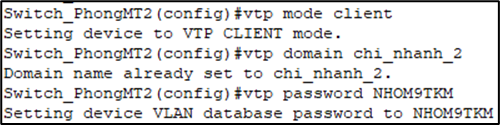 Switch_PhongMT2(config)#vtp mode client
Setting device to VTP CLIENT mode.
Switch_PhongMT2(config)#vtp domain chi_nhanh_2
Domain name already set to chi_nhanh_2.
Switch_PhongMT2(config)#vtp password NHOM9TKM
Setting device VLAN database password to NHOM9TKM